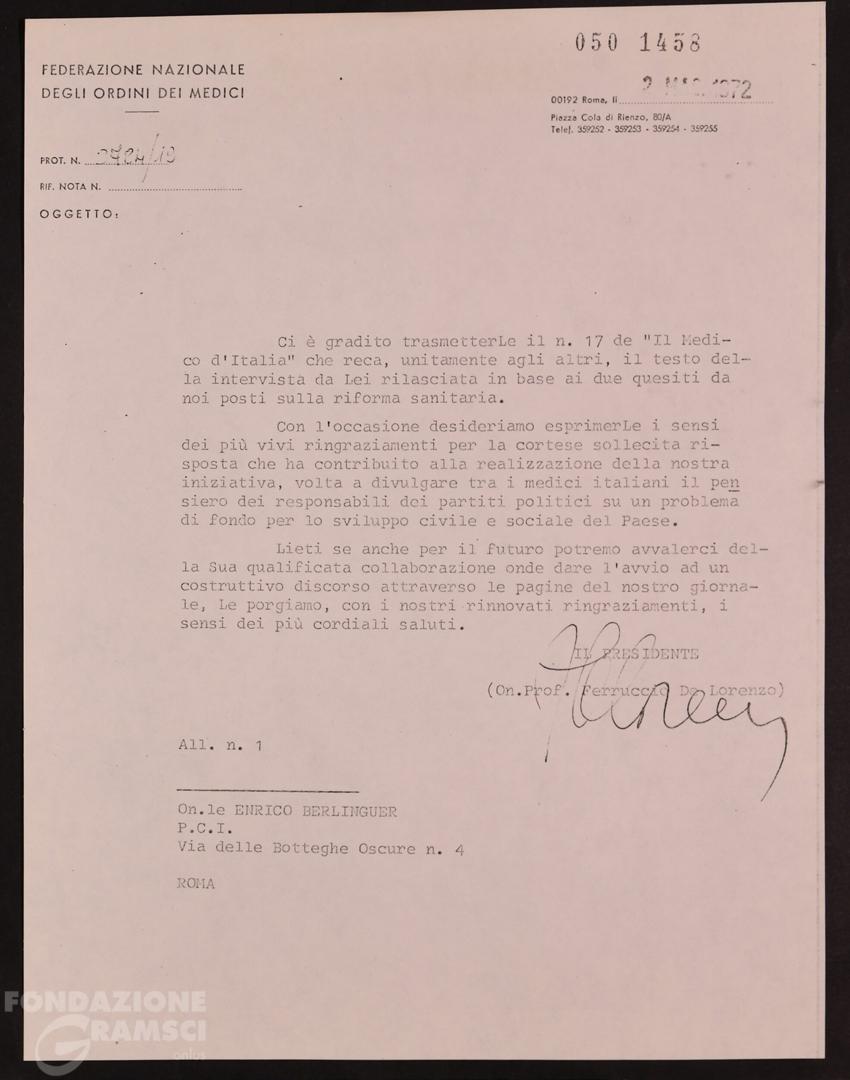 050 1458
FEDERAZIONE NAZIONALE
DEGLI ORDINI DEI MEDICI
00192 Roma, li 2 1972
Piazza Cola di Rienzo, 80/A
Telef. 359252 - 359253 - 359254 - 359255
PROT. N.
RIF. NOTA N.
OGGETTO:
Ci è gradito trasmetterLe il n. 17 de "Il Medi-
co d'Italia" che reca, unitamente agli altri, il testo del-
la intervista da Lei rilasciata in base ai due quesiti da
noi posti sulla riforma sanitaria.
Con l'occasione desideriamo esprimerLe i sensi
dei più vivi ringraziamenti per la cortese sollecita ri-
sposta che ha contribuito alla realizzazione della nostra
iniziativa, volta a divulgare tra i medici italiani il pen
siero dei responsabili dei partiti politici su un problema
di fondo per lo sviluppo civile e sociale del Paese.
Lieti se anche per il futuro potremo avvalerci del-
la Sua qualificata collaborazione onde dare l'avvio ad un
costruttivo discorso attraverso le pagine del nostro giorna-
le, Le porgiamo, con i nostri rinnovati ringraziamenti, i
sensi dei più cordiali saluti.
IL PRESIDENTE
(On.Prof. Ferruccio De Lorenzo)
All. n. 1
On.le ENRICO BERLINGUER
P.C.I.
Via delle Botteghe Oscure n. 4
ROMA
FONDAZIONE
GRAMSCI
onlus